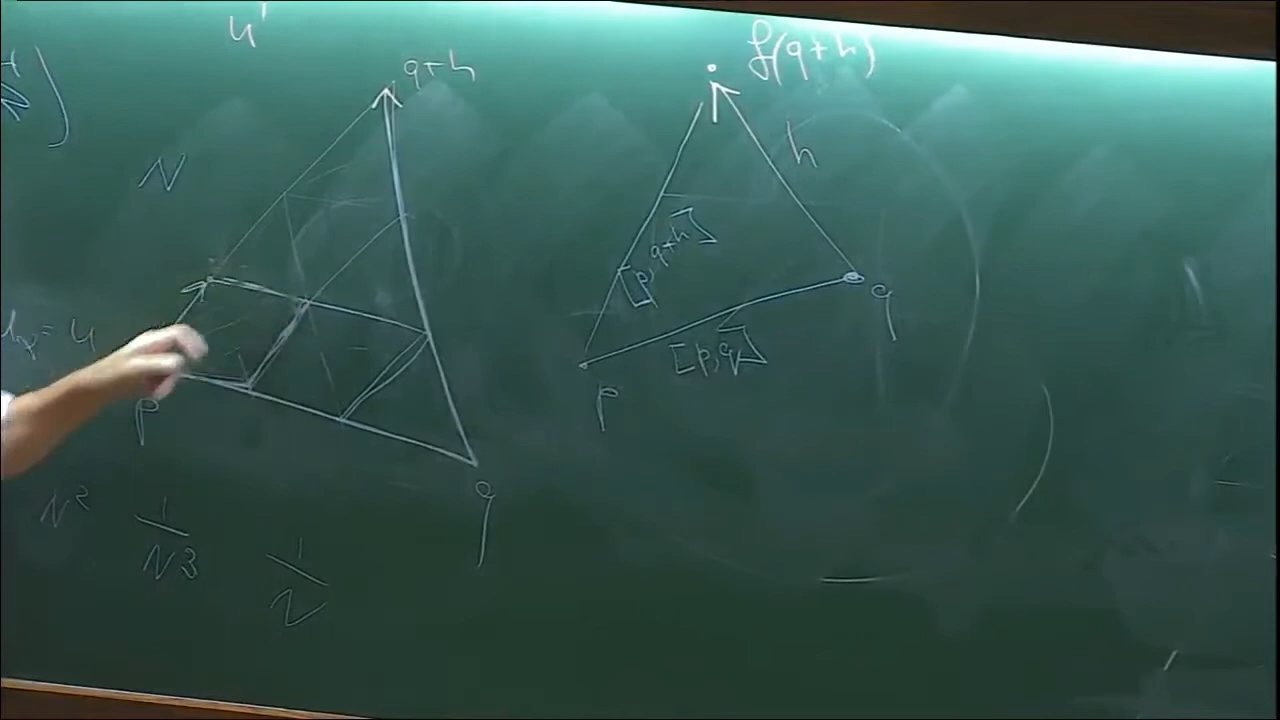 u'
q+h
N
p
q
N²
1/N3
1/N
f(q+h)
h
[p,q+h]
[p,q]
q
p